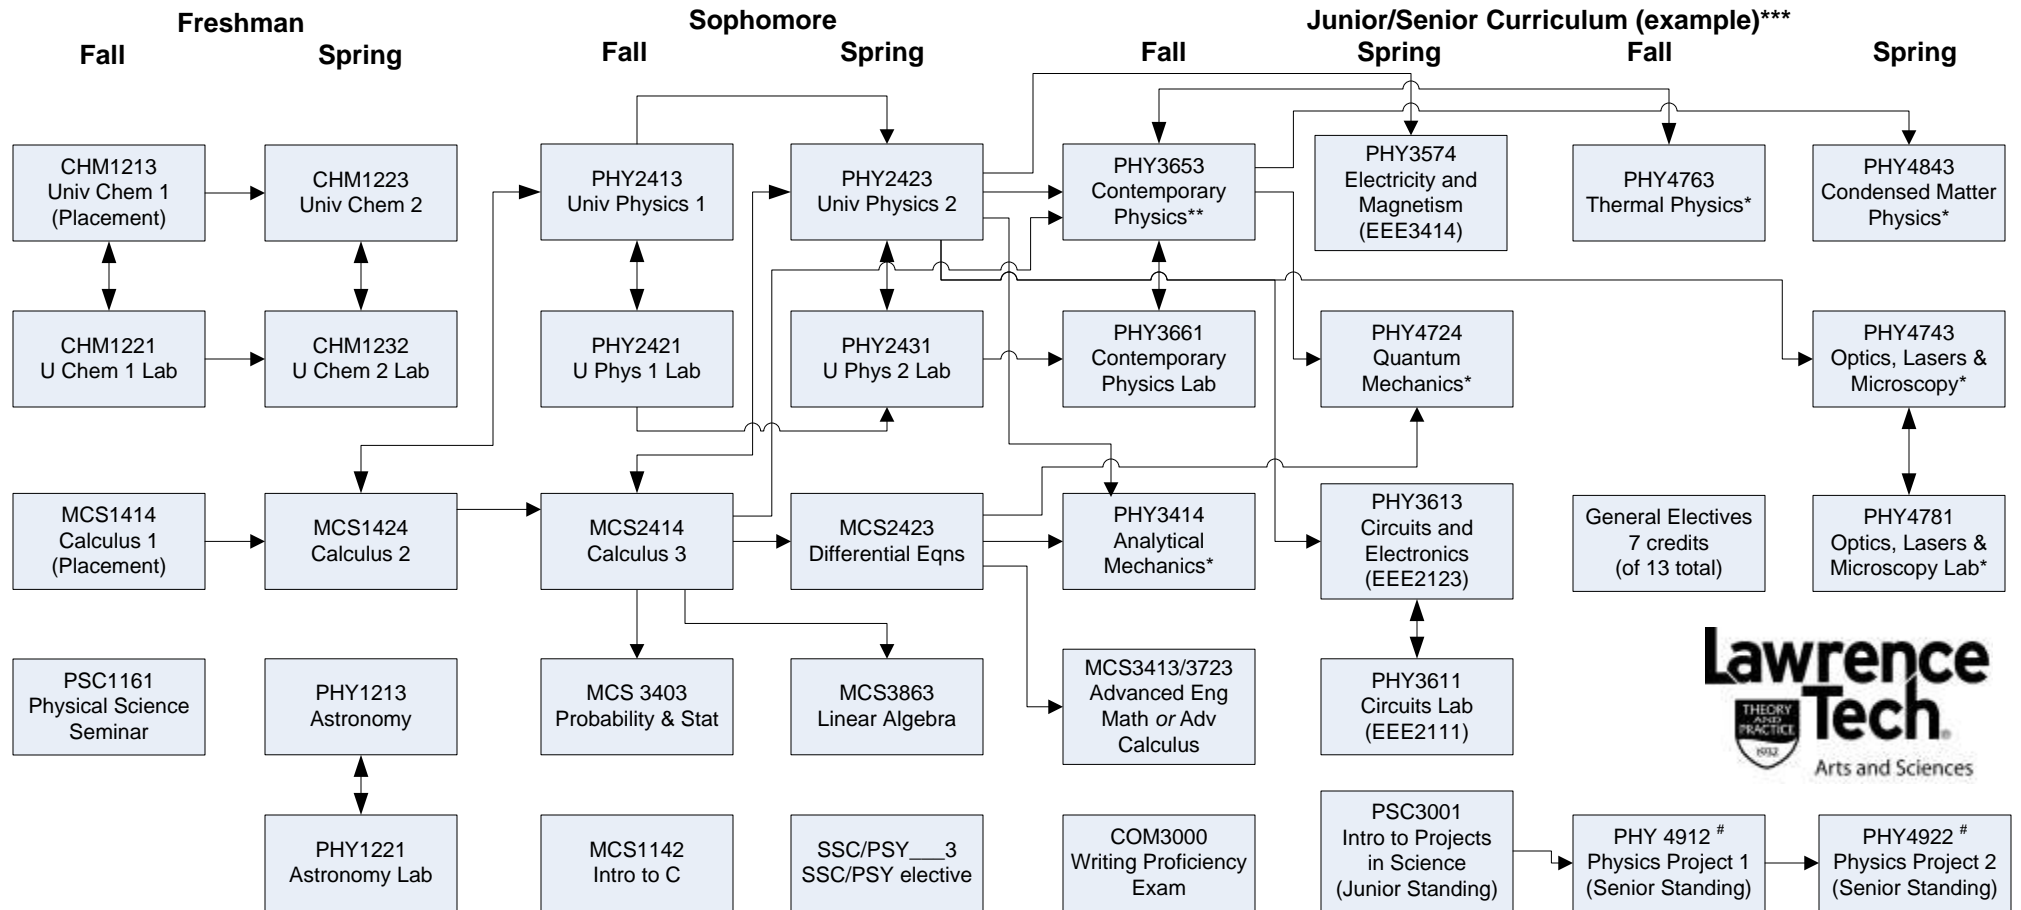 Freshman
Sophomore
Junior/Senior Curriculum (example)***
Fall
Spring
Fall
Spring
Fall
Spring
Fall
Spring
CHM1213
Univ Chem 1
(Placement)
CHM1223
Univ Chem 2
PHY2413
Univ Physics 1
PHY2423
Univ Physics 2
PHY3653
Contemporary
Physics**
PHY3574
Electricity and
Magnetism
(EEE3414)
PHY4763
Thermal Physics*
PHY4843
Condensed Matter
Physics*
CHM1221
U Chem 1 Lab
CHM1232
U Chem 2 Lab
PHY2421
U Phys 1 Lab
PHY2431
U Phys 2 Lab
PHY3661
Contemporary
Physics Lab
PHY4724
Quantum
Mechanics*
PHY4743
Optics, Lasers &
Microscopy*
MCS1414
Calculus 1
(Placement)
MCS1424
Calculus 2
MCS2414
Calculus 3
MCS2423
Differential Eqns
PHY3414
Analytical
Mechanics*
PHY3613
Circuits and
Electronics
(EEE2123)
General Electives
7 credits
(of 13 total)
PHY4781
Optics, Lasers &
Microscopy Lab*
PSC1161
Physical Science
Seminar
PHY1213
Astronomy
MCS 3403
Probability & Stat
MCS3863
Linear Algebra
MCS3413/3723
Advanced Eng
Math or Adv
Calculus
PHY3611
Circuits Lab
(EEE2111)
Lawrence
Tech®
THEORY
AND
PRACTICE
1932
Arts and Sciences
PHY1221
Astronomy Lab
MCS1142
Intro to C
SSC/PSY___3
SSC/PSY elective
COM3000
Writing Proficiency
Exam
PSC3001
Intro to Projects
in Science
(Junior Standing)
PHY 4912 #
Physics Project 1
(Senior Standing)
PHY4922 #
Physics Project 2
(Senior Standing)